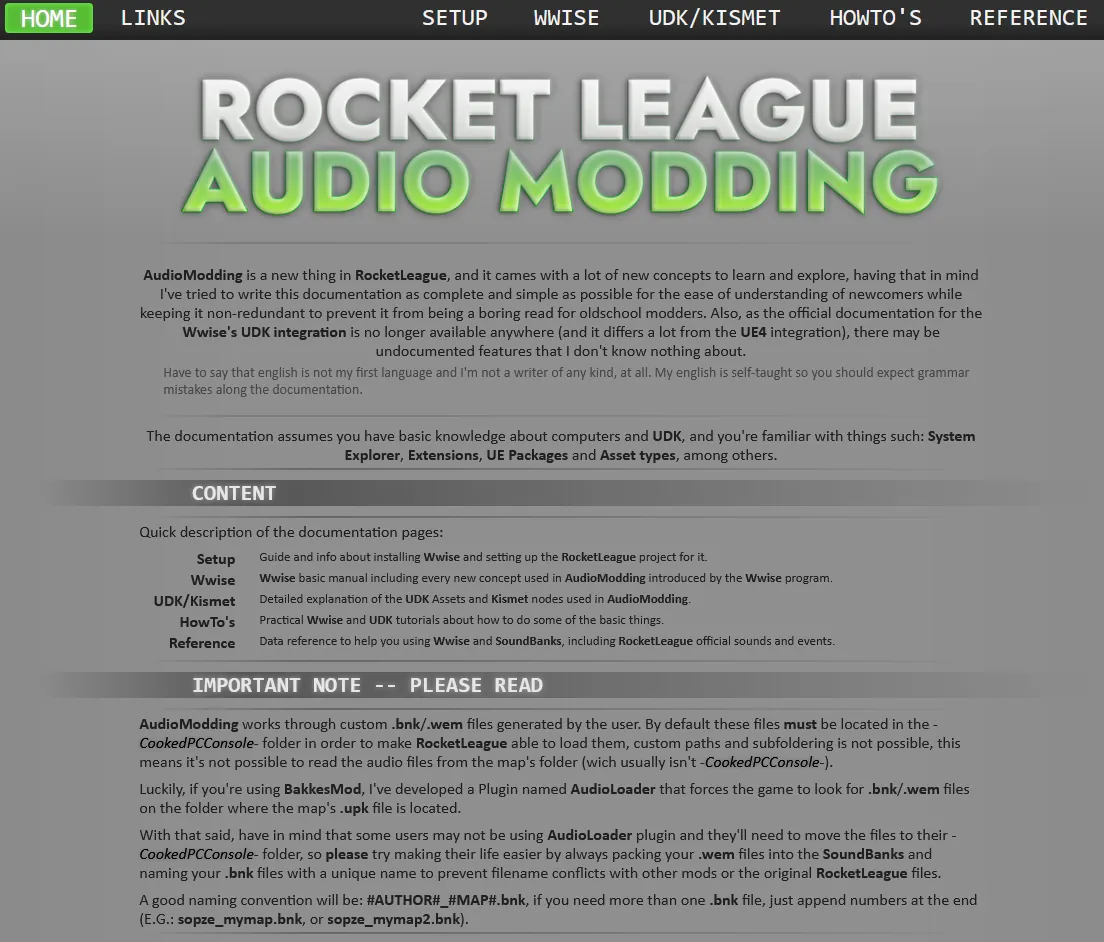 HOME LINKS SETUP WWISE UDK/KISMET HOWTO'S REFERENCE
ROCKET LEAGUE
AUDIO MODDING
AudioModding is a new thing in RocketLeague, and it cames with a lot of new concepts to learn and explore, having that in mind
I've tried to write this documentation as complete and simple as possible for the ease of understanding of newcomers while
keeping it non-redundant to prevent it from being a boring read for oldschool modders. Also, as the official documentation for the
Wwise's UDK integration is no longer available anywhere (and it differs a lot from the UE4 integration), there may be
undocumented features that I don't know nothing about.
Have to say that english is not my first language and I'm not a writer of any kind, at all. My english is self-taught so you should expect grammar
mistakes along the documentation.
The documentation assumes you have basic knowledge about computers and UDK, and you're familiar with things such: System
Explorer, Extensions, UE Packages and Asset types, among others.
CONTENT
Quick description of the documentation pages:
Setup Guide and info about installing Wwise and setting up the RocketLeague project for it.
Wwise Wwise basic manual including every new concept used in AudioModding introduced by the Wwise program.
UDK/Kismet Detailed explanation of the UDK Assets and Kismet nodes used in AudioModding.
HowTo's Practical Wwise and UDK tutorials about how to do some of the basic things.
Reference Data reference to help you using Wwise and SoundBanks, including RocketLeague official sounds and events.
IMPORTANT NOTE -- PLEASE READ
AudioModding works through custom .bnk/.wem files generated by the user. By default these files must be located in the -
CookedPCConsole- folder in order to make RocketLeague able to load them, custom paths and subfoldering is not possible, this
means it's not possible to read the audio files from the map's folder (wich usually isn't -CookedPCConsole-).
Luckily, if you're using BakkesMod, I've developed a Plugin named AudioLoader that forces the game to look for .bnk/.wem files
on the folder where the map's .upk file is located.
With that said, have in mind that some users may not be using AudioLoader plugin and they'll need to move the files to their -
CookedPCConsole- folder, so please try making their life easier by always packing your .wem files into the SoundBanks and
naming your .bnk files with a unique name to prevent filename conflicts with other mods or the original RocketLeague files.
A good naming convention will be: #AUTHOR#_#MAP#.bnk, if you need more than one .bnk file, just append numbers at the end
(E.G.: sopze_mymap.bnk, or sopze_mymap2.bnk).